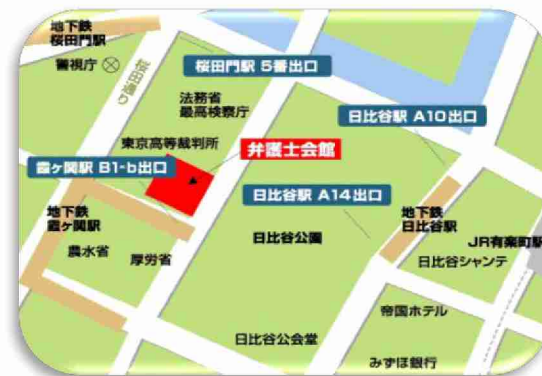 地下鉄
桜田門駅
警視庁
桜田通り
桜田門駅 5番出口
法務省
最高検察庁
日比谷駅 A10出口
東京高等裁判所
弁護士会館
霞ヶ関駅 B1-b出口
日比谷駅 A14出口
地下鉄
霞ヶ関駅
地下鉄
日比谷駅
農水省
厚労省
日比谷公園
JR有楽町駅
日比谷シャンテ
帝国ホテル
日比谷公会堂
みずほ銀行